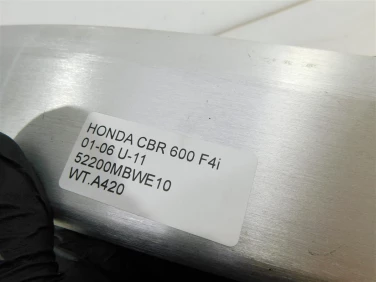 HONDA CBR 600 F4i
01-06 U-11
52200MBWE10
WT.A420